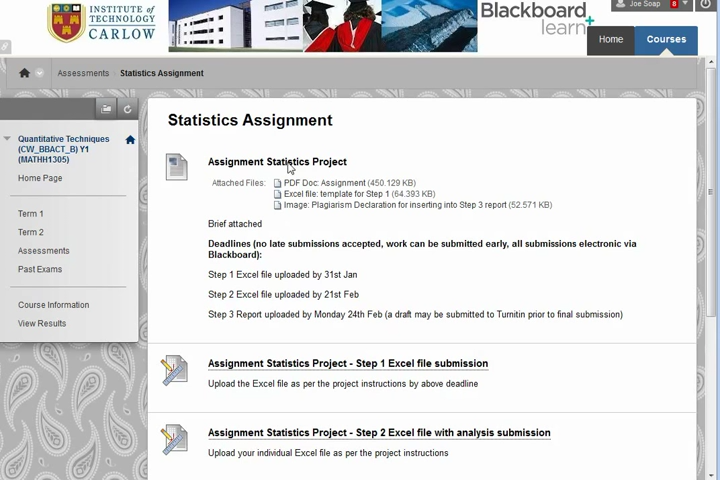 INSTITUTE of
TECHNOLOGY
CARLOW
Blackboard
learn+
Joe Soap
8
Home
Courses
Assessments
Statistics Assignment
Quantitative Techniques
(CW_BBACT_B) Y1
(MATHH1305)
Home Page
Term 1
Term 2
Assessments
Past Exams
Course Information
View Results
Statistics Assignment
Assignment Statistics Project
Attached Files: PDF Doc: Assignment (450.129 KB)
Excel file: template for Step 1 (64.393 KB)
Image: Plagiarism Declaration for inserting into Step 3 report (52.571 KB)
Brief attached
Deadlines (no late submissions accepted, work can be submitted early, all submissions electronic via
Blackboard):
Step 1 Excel file uploaded by 31st Jan
Step 2 Excel file uploaded by 21st Feb
Step 3 Report uploaded by Monday 24th Feb (a draft may be submitted to Turnitin prior to final submission)
Assignment Statistics Project - Step 1 Excel file submission
Upload the Excel file as per the project instructions by above deadline
Assignment Statistics Project - Step 2 Excel file with analysis submission
Upload your individual Excel file as per the project instructions